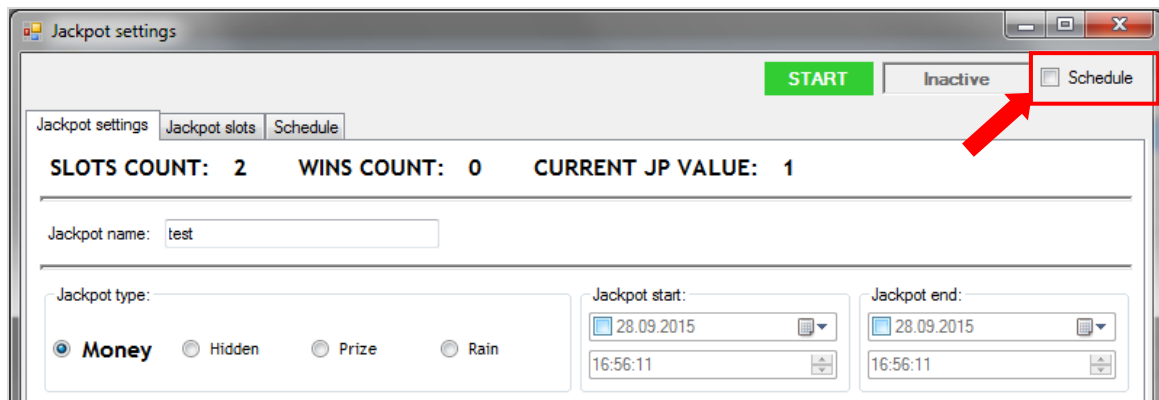 Jackpot settings
START Inactive Schedule
Jackpot settings Jackpot slots Schedule
SLOTS COUNT: 2 WINS COUNT: 0 CURRENT JP VALUE: 1
Jackpot name: test
Jackpot type: Jackpot start: Jackpot end:
28.09.2015 28.09.2015
Money Hidden Prize Rain
16:56:11 16:56:11